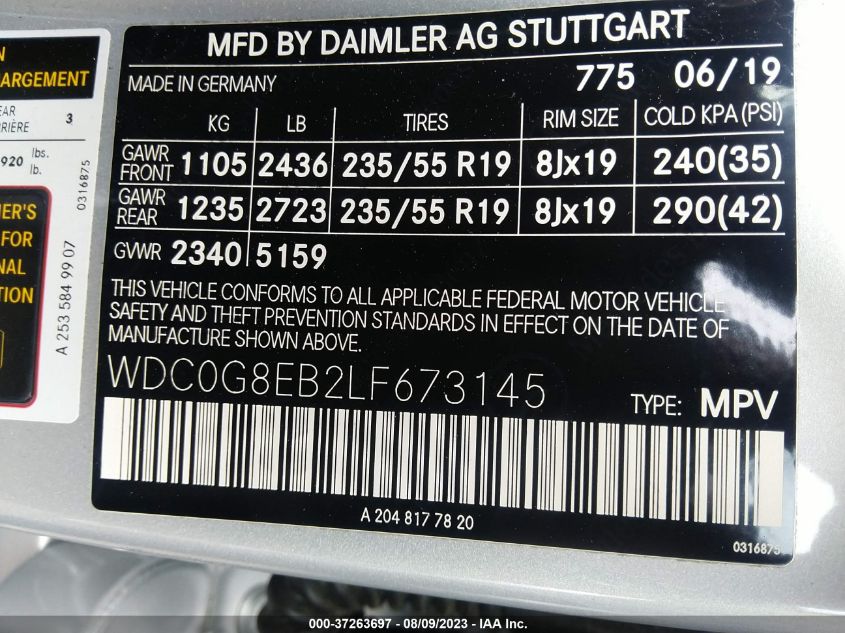 MFD BY DAIMLER AG STUTTGART
MADE IN GERMANY 775 06/19
KG LB TIRES RIM SIZE COLD KPA (PSI)
GAWR FRONT 1105 2436 235/55 R19 8Jx19 240(35)
GAWR REAR 1235 2723 235/55 R19 8Jx19 290(42)
GVWR 2340 5159
THIS VEHICLE CONFORMS TO ALL APPLICABLE FEDERAL MOTOR VEHICLE
SAFETY AND THEFT PREVENTION STANDARDS IN EFFECT ON THE DATE OF
MANUFACTURE SHOWN ABOVE.
WDC0G8EB2LF673145
TYPE: MPV
A 204 817 78 20
0316875
3
920 lbs.
lb.
0316875
FOR
A 253 584 99 07
000-37263697 - 08/09/2023 - IAA Inc.